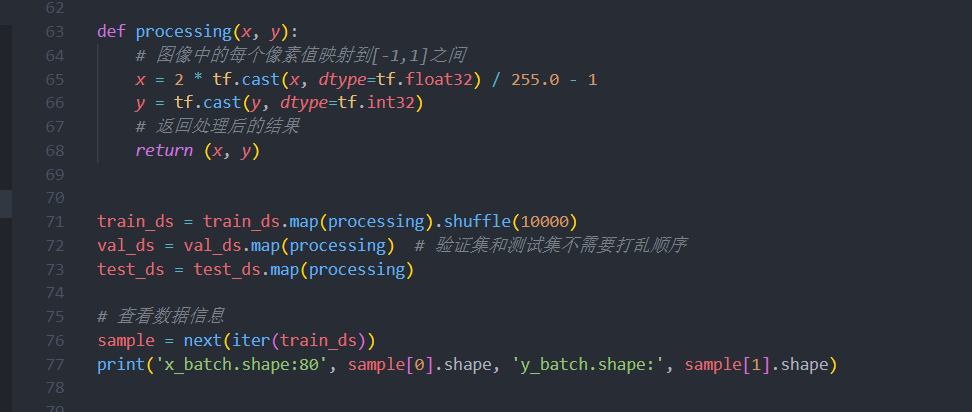 62
63 def processing(x, y):
64     # 图像中的每个像素值映射到[-1,1]之间
65     x = 2 * tf.cast(x, dtype=tf.float32) / 255.0 - 1
66     y = tf.cast(y, dtype=tf.int32)
67     # 返回处理后的结果
68     return (x, y)
69
70
71 train_ds = train_ds.map(processing).shuffle(10000)
72 val_ds = val_ds.map(processing)  # 验证集和测试集不需要打乱顺序
73 test_ds = test_ds.map(processing)
74
75 # 查看数据信息
76 sample = next(iter(train_ds))
77 print('x_batch.shape:80', sample[0].shape, 'y_batch.shape:', sample[1].shape)
78